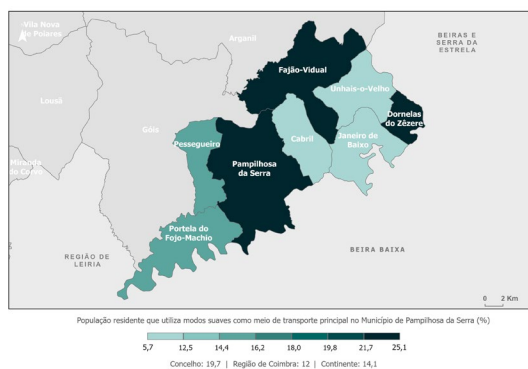 Vila Nova
de Poiares
Arganil
BEIRAS E
SERRA DA
ESTRELA
Fajão-Vidual
Unhais-o-Velho
Lousã
Dornelas
do Zêzere
Góis
Pessegueiro
Cabril
Janeiro de
Baixo
Miranda
do Corvo
Pampilhosa
da Serra
Portela do
Fojo-Machio
BEIRA BAIXA
REGIÃO DE
LEIRIA
0 2 Km
População residente que utiliza modos suaves como meio de transporte principal no Município de Pampilhosa da Serra (%)
5,7 12,5 14,4 16,2 18,0 19,8 21,7 25,1
Concelho: 19,7 | Região de Coimbra: 12 | Continente: 14,1